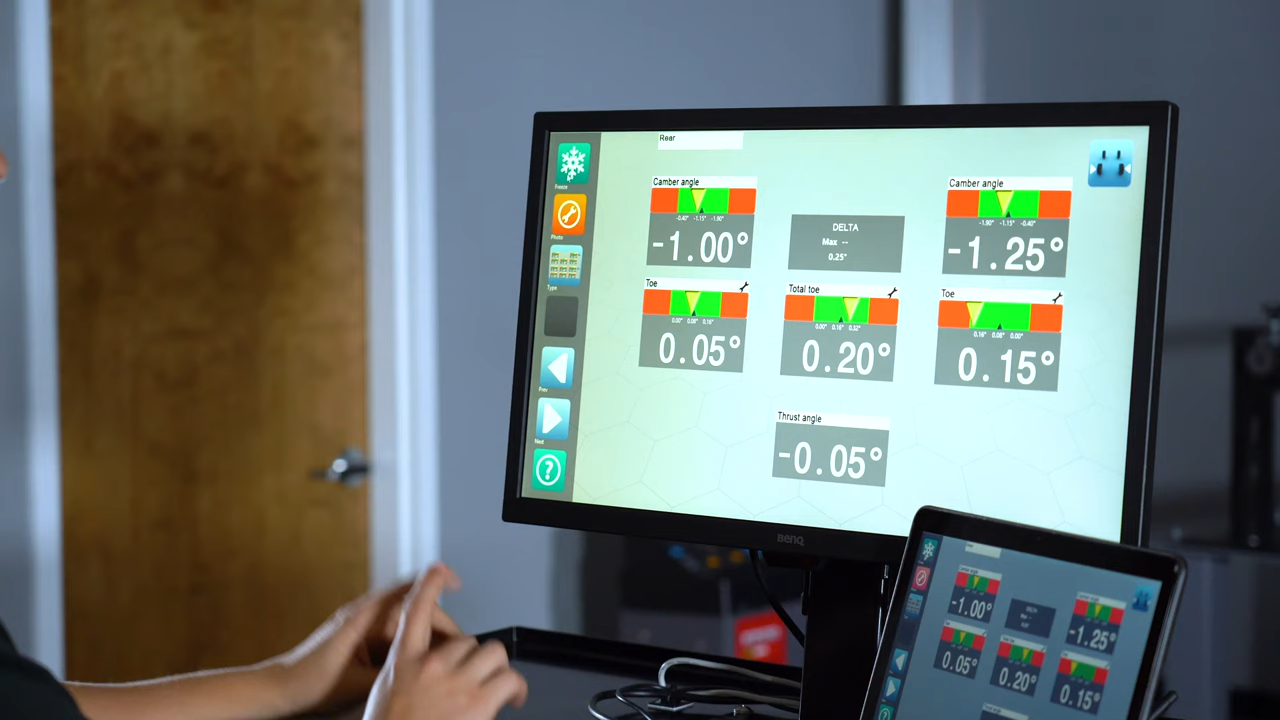 Rear
Freeze
Photo
Type
Prev
Next
?
Camber angle
-0.40° -1.15° -1.90°
-1.00°
DELTA
Max --
0.25°
Camber angle
-1.90° -1.15° -0.40°
-1.25°
Toe
0.00° 0.08° 0.16°
0.05°
Total toe
0.00° 0.16° 0.32°
0.20°
Toe
0.16° 0.08° 0.00°
0.15°
Thrust angle
-0.05°
BenQ
Camber angle
-1.00°
-1.25°
0.05°
0.20°
0.15°
?